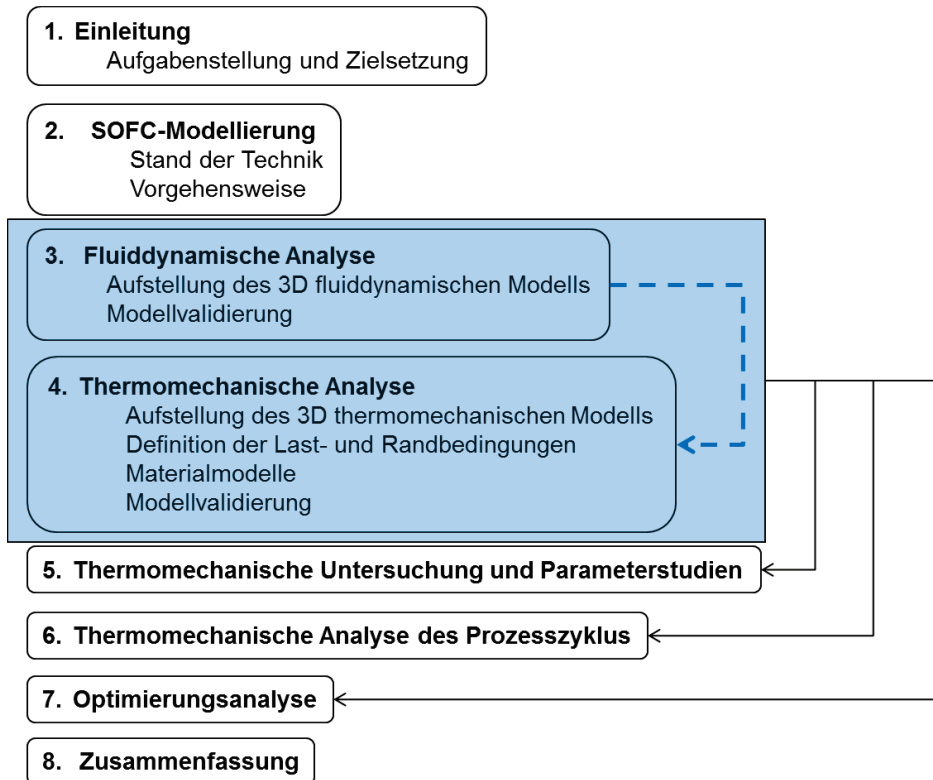 1. Einleitung
Aufgabenstellung und Zielsetzung
2. SOFC-Modellierung
Stand der Technik
Vorgehensweise
3. Fluiddynamische Analyse
Aufstellung des 3D fluiddynamischen Modells
Modellvalidierung
4. Thermomechanische Analyse
Aufstellung des 3D thermomechanischen Modells
Definition der Last- und Randbedingungen
Materialmodelle
Modellvalidierung
5. Thermomechanische Untersuchung und Parameterstudien
6. Thermomechanische Analyse des Prozesszyklus
7. Optimierungsanalyse
8. Zusammenfassung